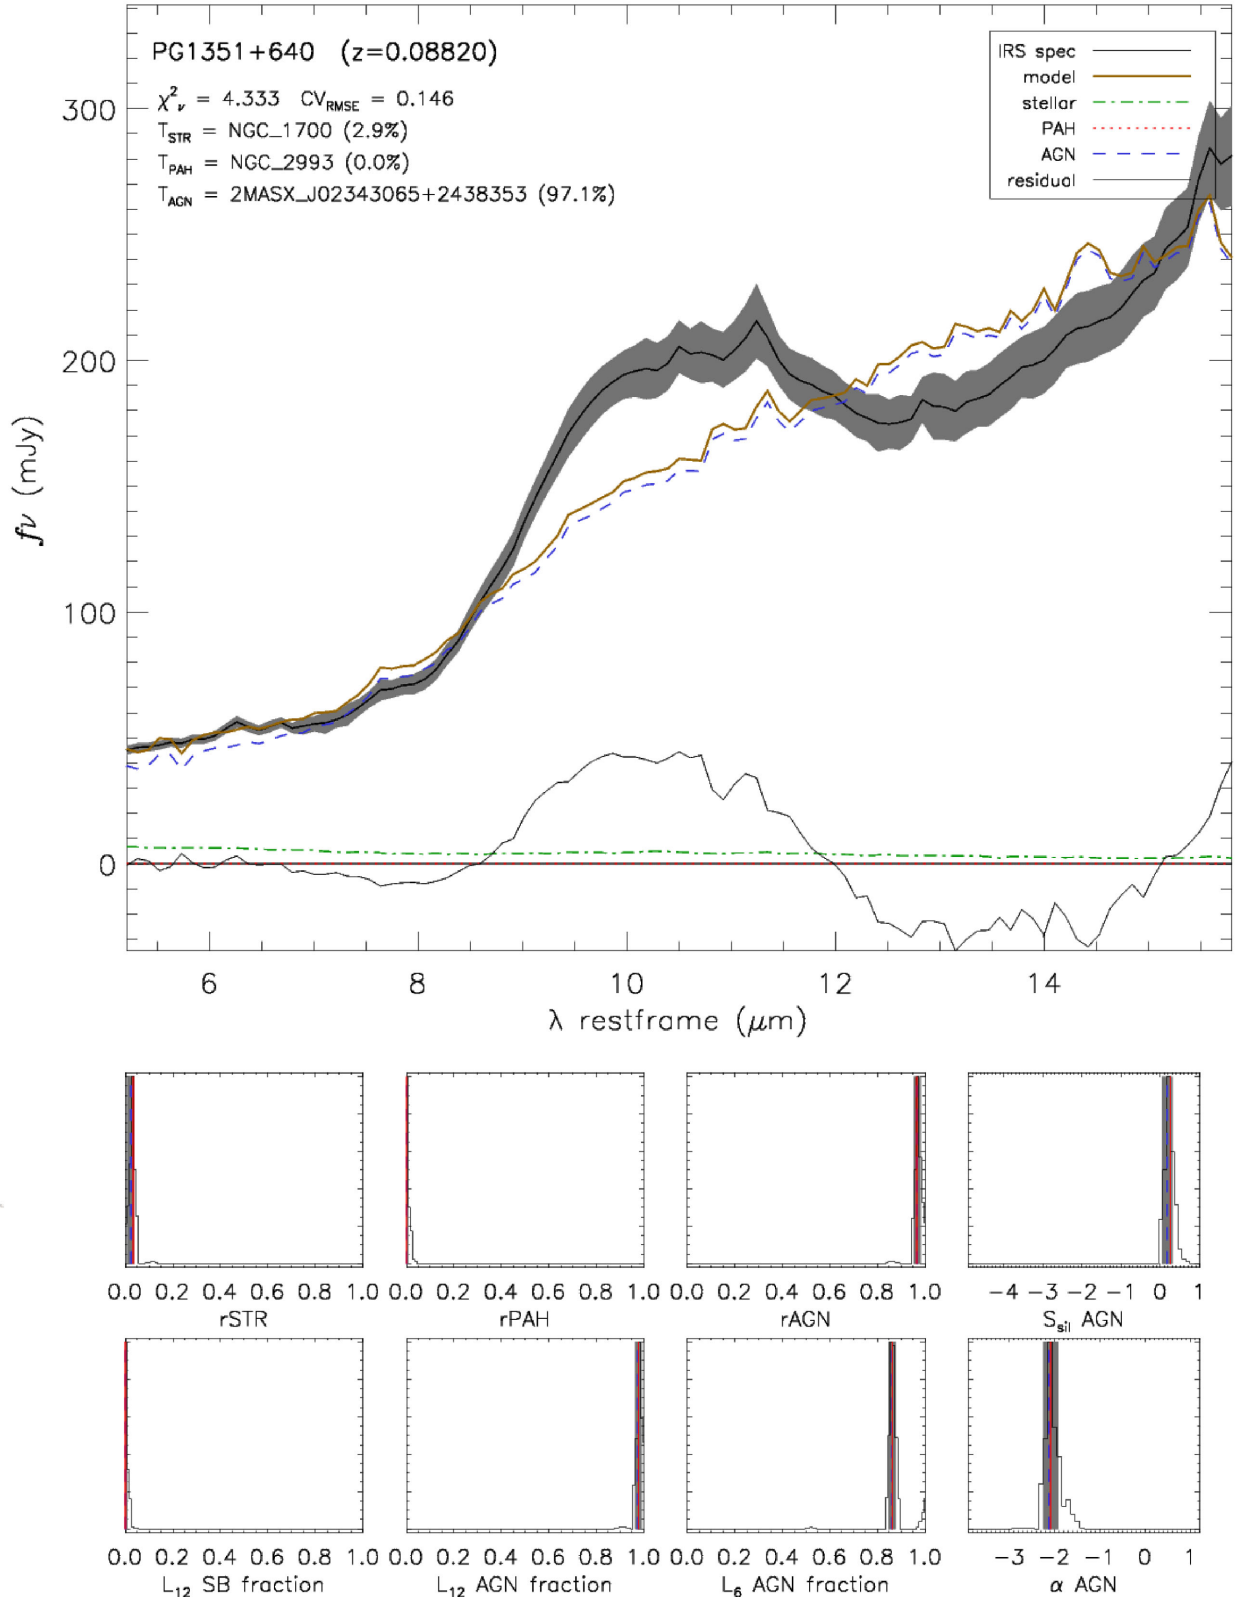 PG1351+640 (z=0.08820)
χ²ᵥ = 4.333 CV_RMSE = 0.146
T_STR = NGC_1700 (2.9%)
T_PAH = NGC_2993 (0.0%)
T_AGN = 2MASX_J02343065+2438353 (97.1%)
IRS spec
model
stellar
PAH
AGN
residual
300
200
100
0
fν (mJy)
6 8 10 12 14
λ restframe (μm)
0.0 0.2 0.4 0.6 0.8 1.0
rSTR
0.0 0.2 0.4 0.6 0.8 1.0
rPAH
0.0 0.2 0.4 0.6 0.8 1.0
rAGN
-4 -3 -2 -1 0 1
S_sil AGN
0.0 0.2 0.4 0.6 0.8 1.0
L₁₂ SB fraction
0.0 0.2 0.4 0.6 0.8 1.0
L₁₂ AGN fraction
0.0 0.2 0.4 0.6 0.8 1.0
L₆ AGN fraction
-3 -2 -1 0 1
α AGN